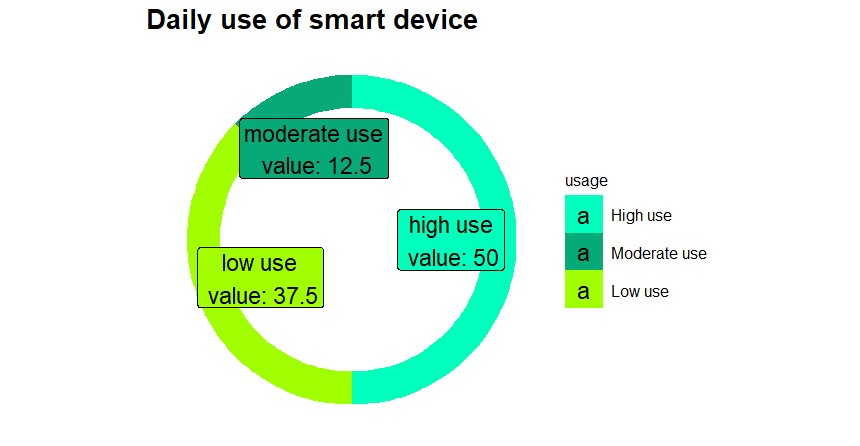 Daily use of smart device
moderate use
value: 12.5
high use
value: 50
low use
value: 37.5
usage
a High use
a Moderate use
a Low use